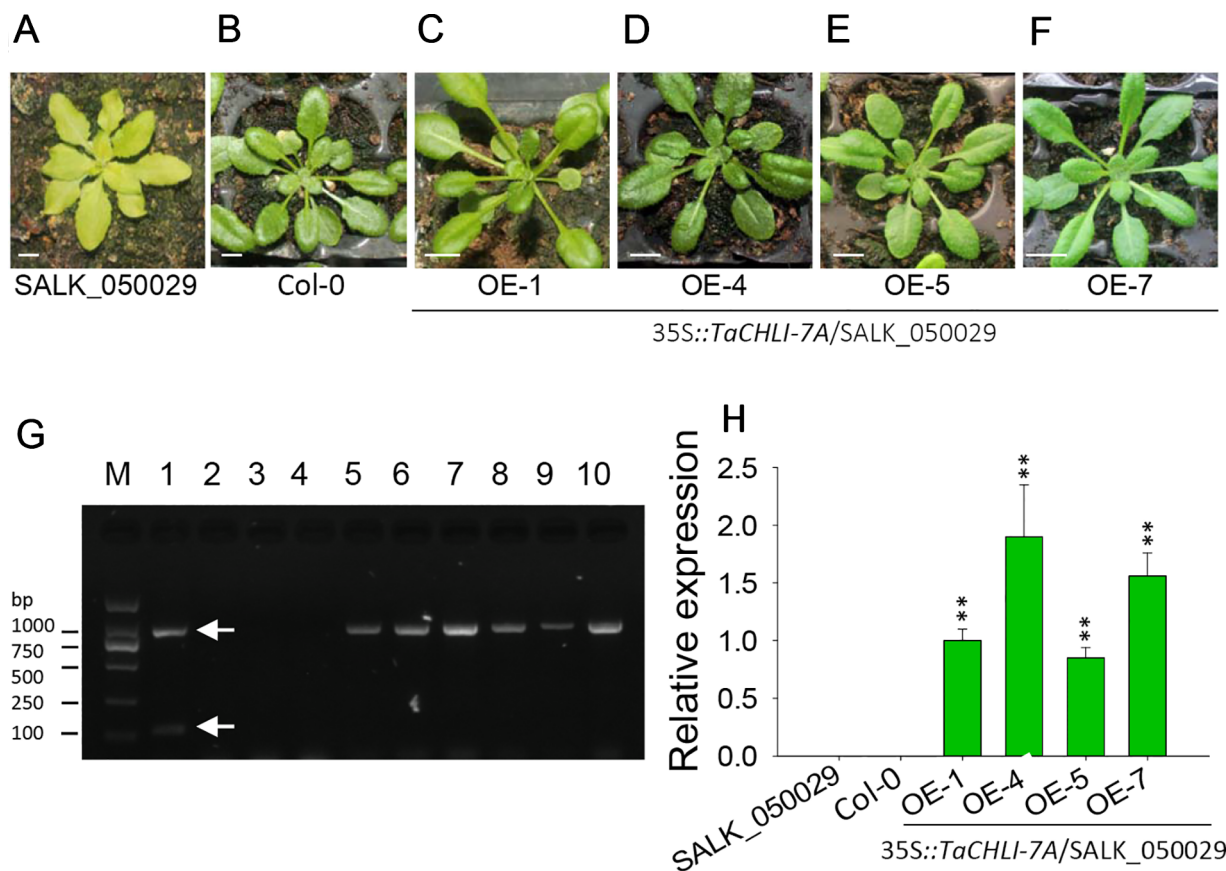 A B C D E F
SALK_050029 Col-0 OE-1 OE-4 OE-5 OE-7
35S::TaCHLI-7A/SALK_050029
G
M 1 2 3 4 5 6 7 8 9 10
bp
1000
750
500
250
100
H
Relative expression
2.5
2.0
1.5
1.0
0.5
0.0
** ** ** **
SALK_050029 Col-0 OE-1 OE-4 OE-5 OE-7
35S::TaCHLI-7A/SALK_050029